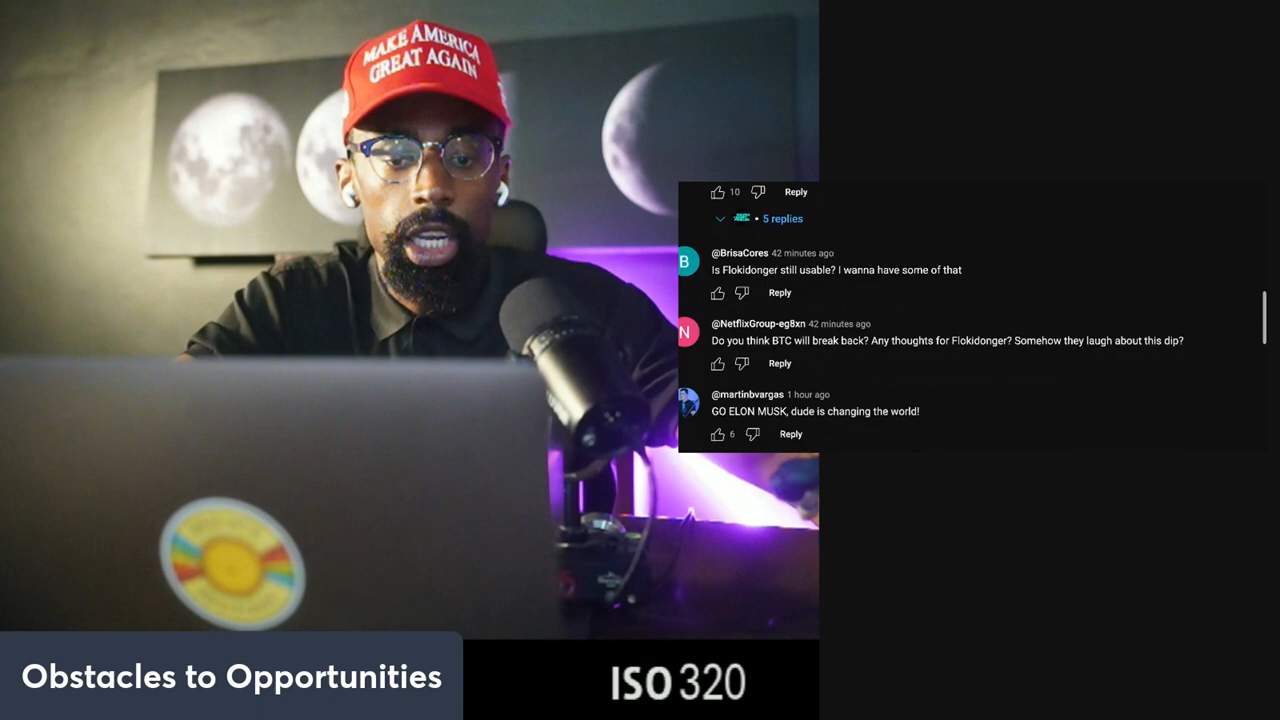 MAKE AMERICA
GREAT AGAIN
10 Reply
5 replies
B
@BrisaCores 42 minutes ago
Is Flokidonger still usable? I wanna have some of that
Reply
N
@NetflixGroup-eg8xn 42 minutes ago
Do you think BTC will break back? Any thoughts for Flokidonger? Somehow they laugh about this dip?
Reply
@martinbvargas 1 hour ago
GO ELON MUSK, dude is changing the world!
6 Reply
Obstacles to Opportunities
ISO 320